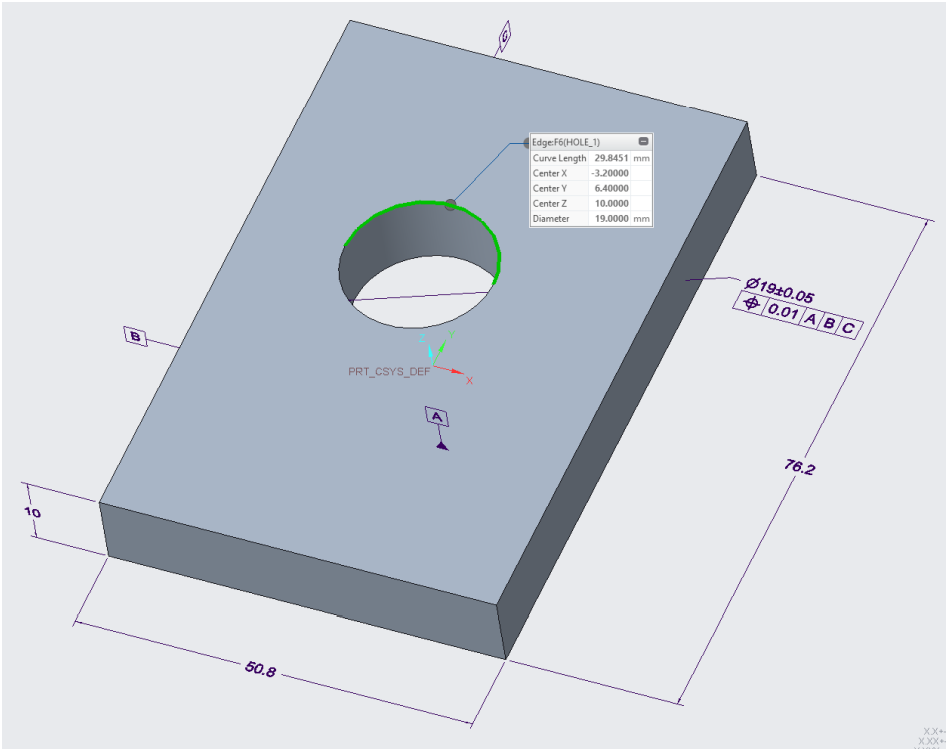 Edge:F6(HOLE_1)
Curve Length 29.8451 mm
Center X -3.20000
Center Y 6.40000
Center Z 10.0000
Diameter 19.0000 mm
Ø19±0.05
⌖ 0.01 A B C
B
Z
Y
PRT_CSYS_DEF
X
A
76.2
10
50.8
X.X
X.XX